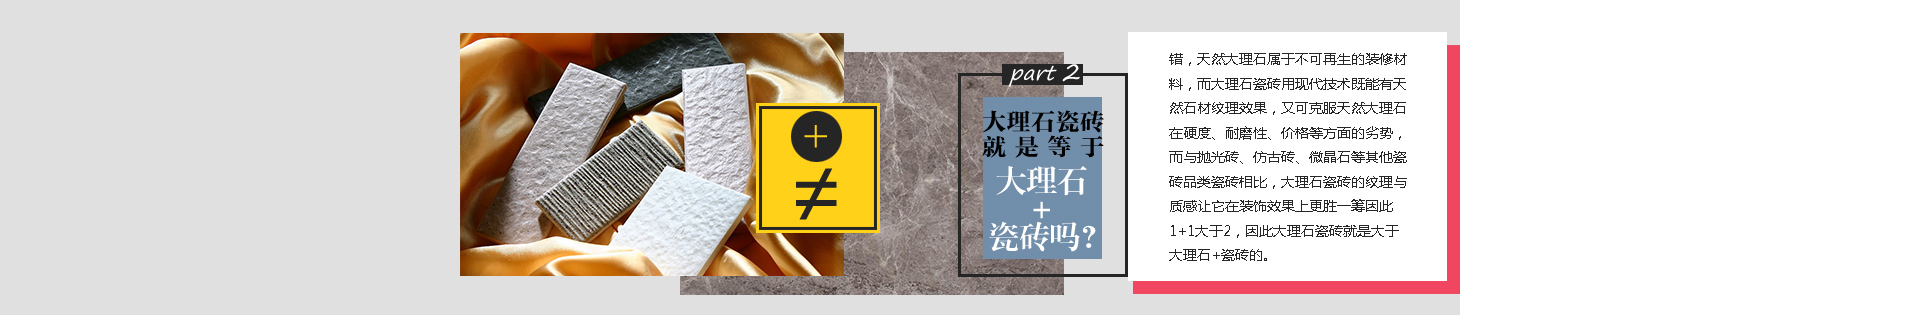 +
≠
part 2
大理石瓷砖
就是等于
大理石
+
瓷砖吗?
错，天然大理石属于不可再生的装修材
料，而大理石瓷砖用现代技术既能有天
然石材纹理效果，又可克服天然大理石
在硬度、耐磨性、价格等方面的劣势，
而与抛光砖、仿古砖、微晶石等其他瓷
砖品类瓷砖相比，大理石瓷砖的纹理与
质感让它在装饰效果上更胜一筹因此
1+1大于2，因此大理石瓷砖就是大于
大理石+瓷砖的。